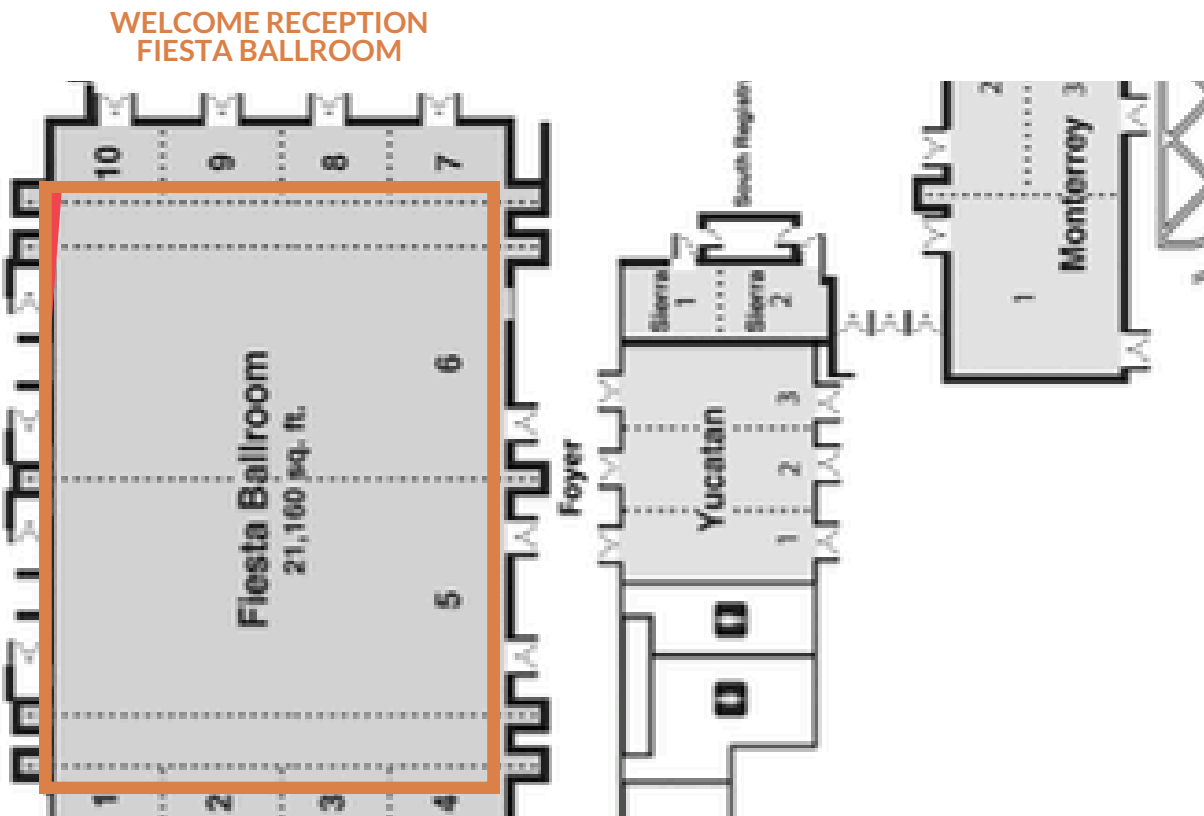 WELCOME RECEPTION
FIESTA BALLROOM
10
9
8
7
Fiesta Ballroom
21,160 sq. ft.
6
5
1
2
3
4
Foyer
Sierra
1
Sierra
2
Yucatan
3
2
1
South
2
3
Monterrey
1